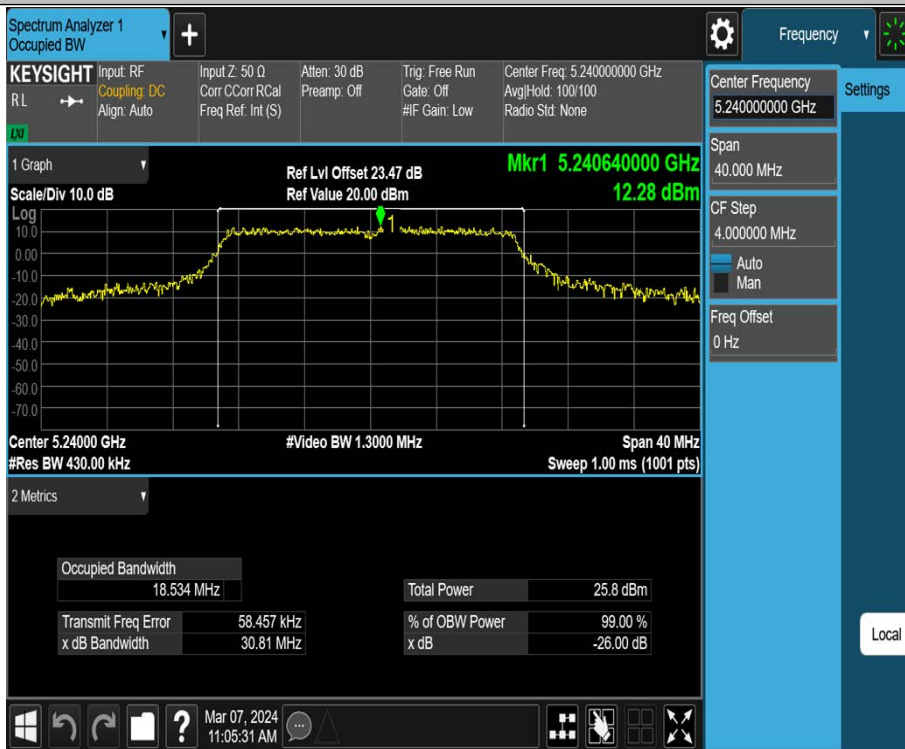 Spectrum Analyzer 1
Occupied BW
+
Frequency
KEYSIGHT
R L
LXI
Input: RF
Coupling: DC
Align: Auto
Input Z: 50 Ω
Corr CCorr RCal
Freq Ref: Int (S)
Atten: 30 dB
Preamp: Off
Trig: Free Run
Gate: Off
#IF Gain: Low
Center Freq: 5.240000000 GHz
Avg|Hold: 100/100
Radio Std: None
Center Frequency
5.240000000 GHz
Settings
Span
40.000 MHz
CF Step
4.000000 MHz
Auto
Man
Freq Offset
0 Hz
Local
1 Graph
Scale/Div 10.0 dB
Ref Lvl Offset 23.47 dB
Ref Value 20.00 dBm
Mkr1 5.240640000 GHz
12.28 dBm
Log
10.0
0.00
-10.0
-20.0
-30.0
-40.0
-50.0
-60.0
-70.0
1
Center 5.24000 GHz
#Res BW 430.00 kHz
#Video BW 1.3000 MHz
Span 40 MHz
Sweep 1.00 ms (1001 pts)
2 Metrics
Occupied Bandwidth
18.534 MHz
Total Power 25.8 dBm
Transmit Freq Error 58.457 kHz
% of OBW Power 99.00 %
x dB Bandwidth 30.81 MHz
x dB -26.00 dB
?
Mar 07, 2024
11:05:31 AM